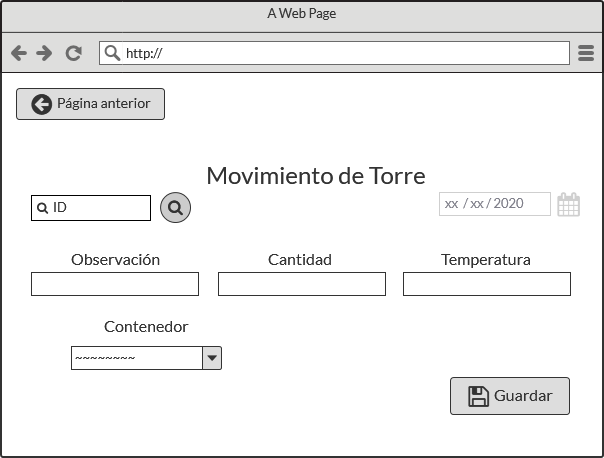 A Web Page
http://
Página anterior
Movimiento de Torre
ID
xx / xx / 2020
Observación
Cantidad
Temperatura
Contenedor
~~~~~~~~
Guardar